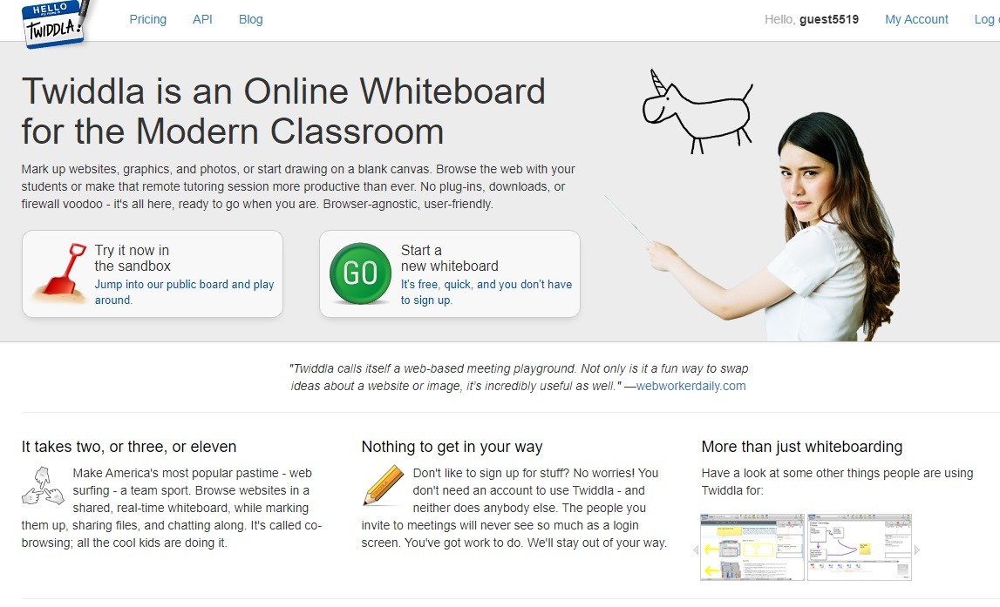 HELLO
my name is
TWIDDLA!
Pricing
API
Blog
Hello, guest5519
My Account
Log
Twiddla is an Online Whiteboard
for the Modern Classroom
Mark up websites, graphics, and photos, or start drawing on a blank canvas. Browse the web with your
students or make that remote tutoring session more productive than ever. No plug-ins, downloads, or
firewall voodoo - it's all here, ready to go when you are. Browser-agnostic, user-friendly.
Try it now in
the sandbox
Jump into our public board and play
around.
GO
Start a
new whiteboard
It's free, quick, and you don't have
to sign up.
"Twiddla calls itself a web-based meeting playground. Not only is it a fun way to swap
ideas about a website or image, it's incredibly useful as well." —webworkerdaily.com
It takes two, or three, or eleven
Make America's most popular pastime - web
surfing - a team sport. Browse websites in a
shared, real-time whiteboard, while marking
them up, sharing files, and chatting along. It's called co-
browsing; all the cool kids are doing it.
Nothing to get in your way
Don't like to sign up for stuff? No worries! You
don't need an account to use Twiddla - and
neither does anybody else. The people you
invite to meetings will never see so much as a login
screen. You've got work to do. We'll stay out of your way.
More than just whiteboarding
Have a look at some other things people are using
Twiddla for: